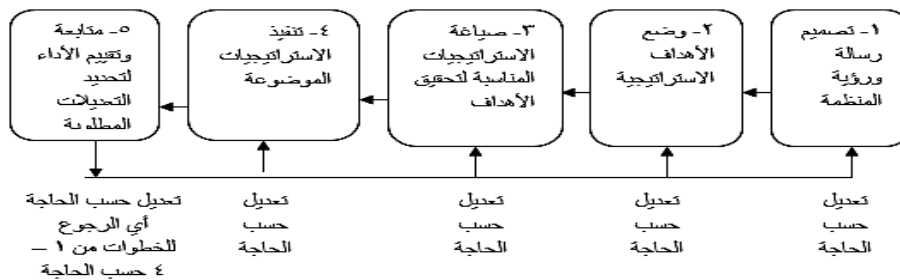 ١- تصميم
رسالة
ورؤية
المنظمة
٢- وضع
الأهداف
الاستراتيجية
٣- صياغة
الاستراتيجيات
المناسبة لتحقيق
الأهداف
٤- تنفيذ
الاستراتيجيات
الموضوعة
٥- متابعة
وتقييم الأداء
لتحديد
التعديلات
المطلوبة
تعديل
حسب
الحاجة
تعديل
حسب
الحاجة
تعديل
حسب
الحاجة
تعديل
حسب
الحاجة
تعديل حسب الحاجة
أي الرجوع
للخطوات من ١ –
٤ حسب الحاجة